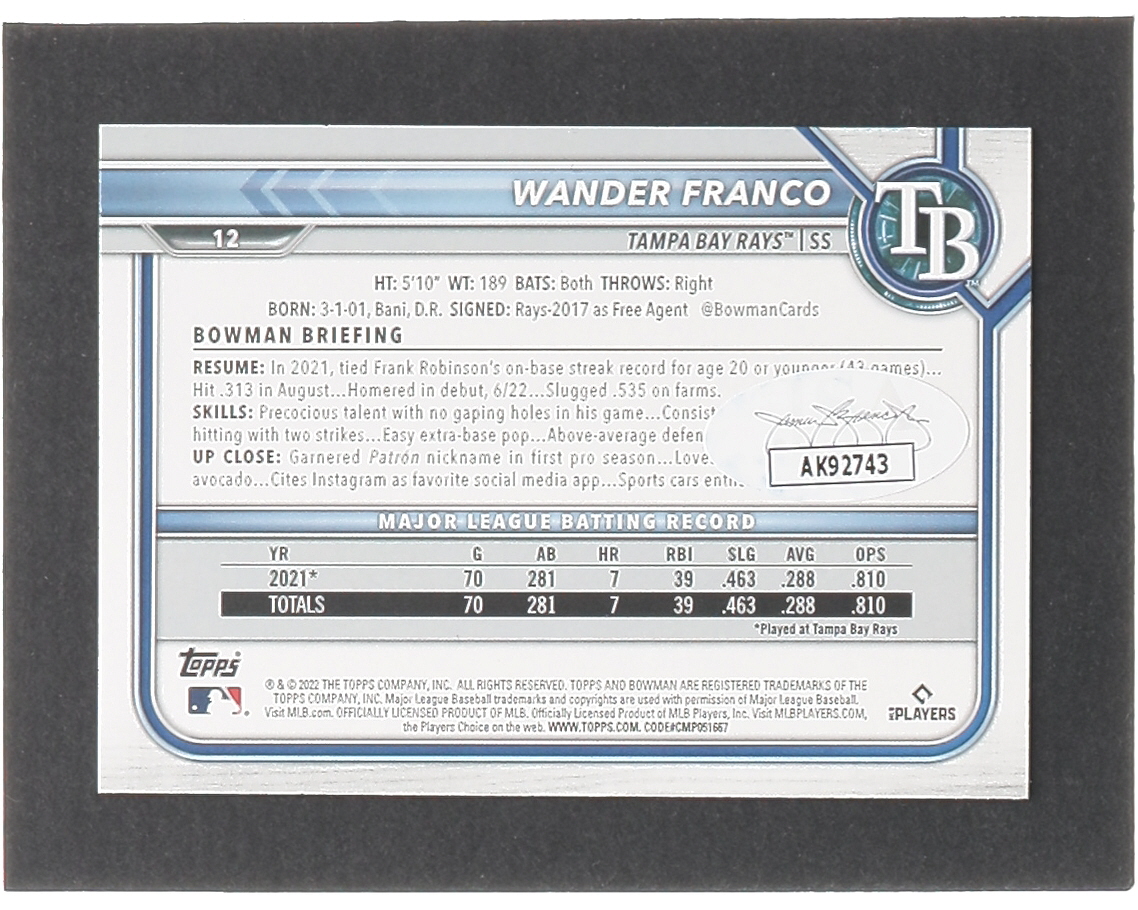 WANDER FRANCO
TB
12
TAMPA BAY RAYS™ | SS
HT: 5'10" WT: 189 BATS: Both THROWS: Right
BORN: 3-1-01, Bani, D.R. SIGNED: Rays-2017 as Free Agent @BowmanCards
BOWMAN BRIEFING
RESUME: In 2021, tied Frank Robinson's on-base streak record for age 20 or younger (43 games)...
Hit .313 in August...Homered in debut, 6/22...Slugged .535 on farms.
SKILLS: Precocious talent with no gaping holes in his game...Consist
hitting with two strikes...Easy extra-base pop...Above-average defen
UP CLOSE: Garnered Patrón nickname in first pro season...Love
avocado...Cites Instagram as favorite social media app...Sports cars
AK92743
MAJOR LEAGUE BATTING RECORD
YR G AB HR RBI SLG AVG OPS
2021* 70 281 7 39 .463 .288 .810
TOTALS 70 281 7 39 .463 .288 .810
*Played at Tampa Bay Rays
Topps
® & © 2022 THE TOPPS COMPANY, INC. ALL RIGHTS RESERVED. TOPPS AND BOWMAN ARE REGISTERED TRADEMARKS OF THE
TOPPS COMPANY, INC. Major League Baseball trademarks and copyrights are used with permission of Major League Baseball.
Visit MLB.com. OFFICIALLY LICENSED PRODUCT OF MLB. Officially Licensed Product of MLB Players, Inc. Visit MLBPLAYERS.COM,
the Players Choice on the web. WWW.TOPPS.COM. CODE#CMP051667
MLB PLAYERS